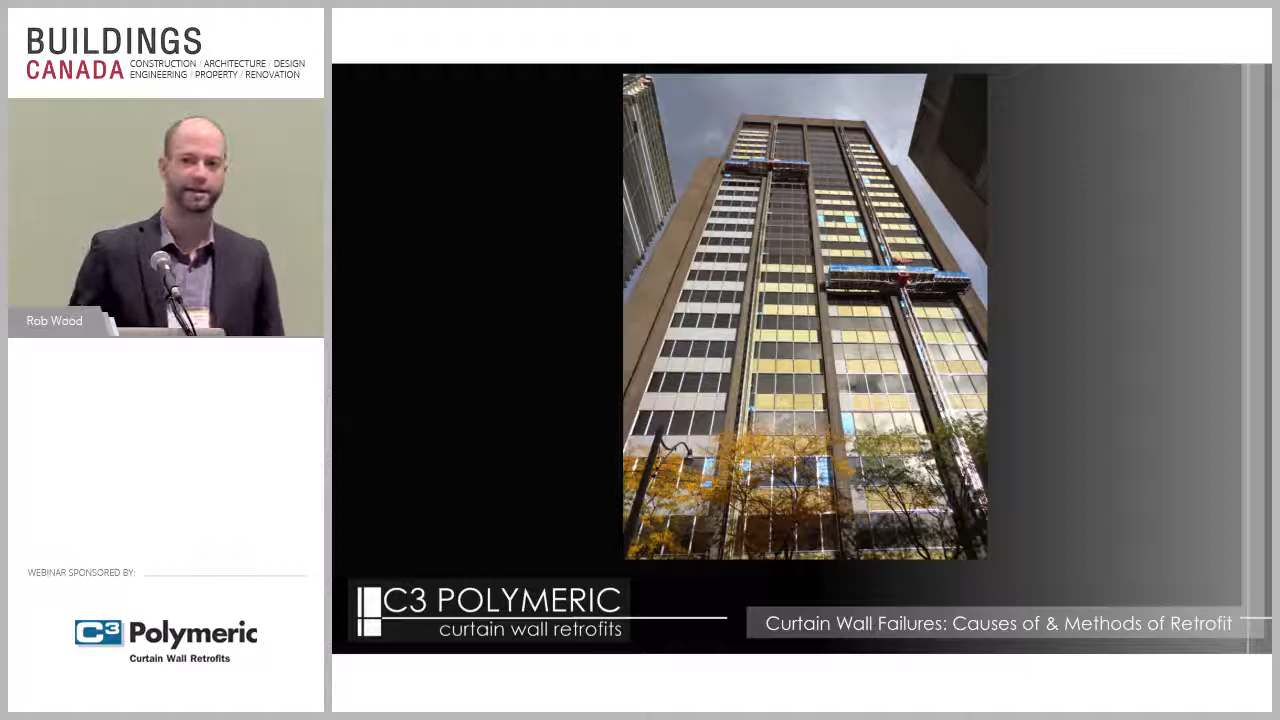 BUILDINGS
CANADA
CONSTRUCTION / ARCHITECTURE / DESIGN
ENGINEERING / PROPERTY / RENOVATION
Rob Wood
WEBINAR SPONSORED BY:
C3 Polymeric
Curtain Wall Retrofits
C3 POLYMERIC
curtain wall retrofits
Curtain Wall Failures: Causes of & Methods of Retrofit